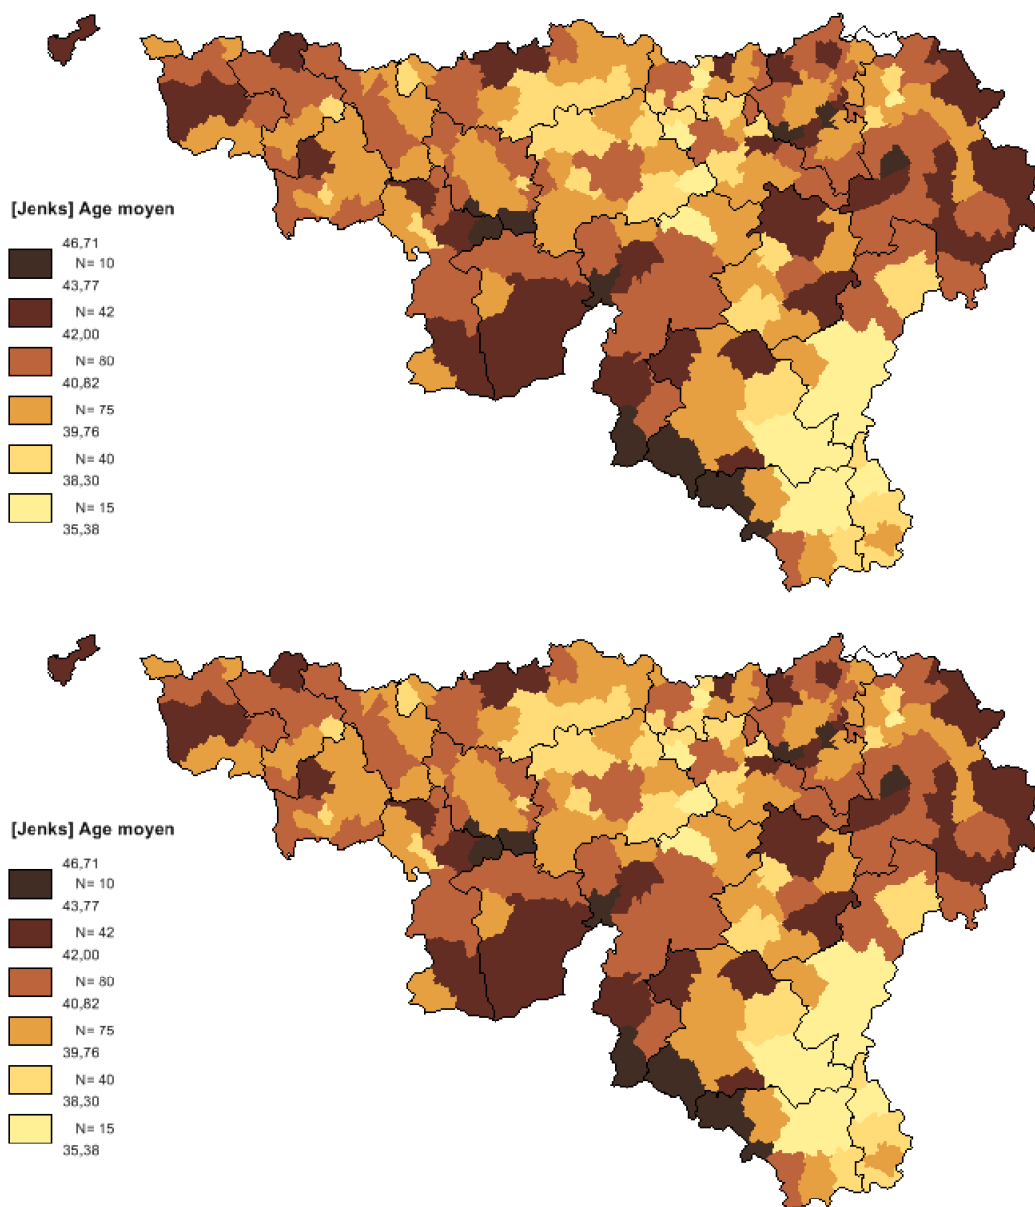 [Jenks] Age moyen
46,71
N= 10
43,77
N= 42
42,00
N= 80
40,82
N= 75
39,76
N= 40
38,30
N= 15
35,38
[Jenks] Age moyen
46,71
N= 10
43,77
N= 42
42,00
N= 80
40,82
N= 75
39,76
N= 40
38,30
N= 15
35,38